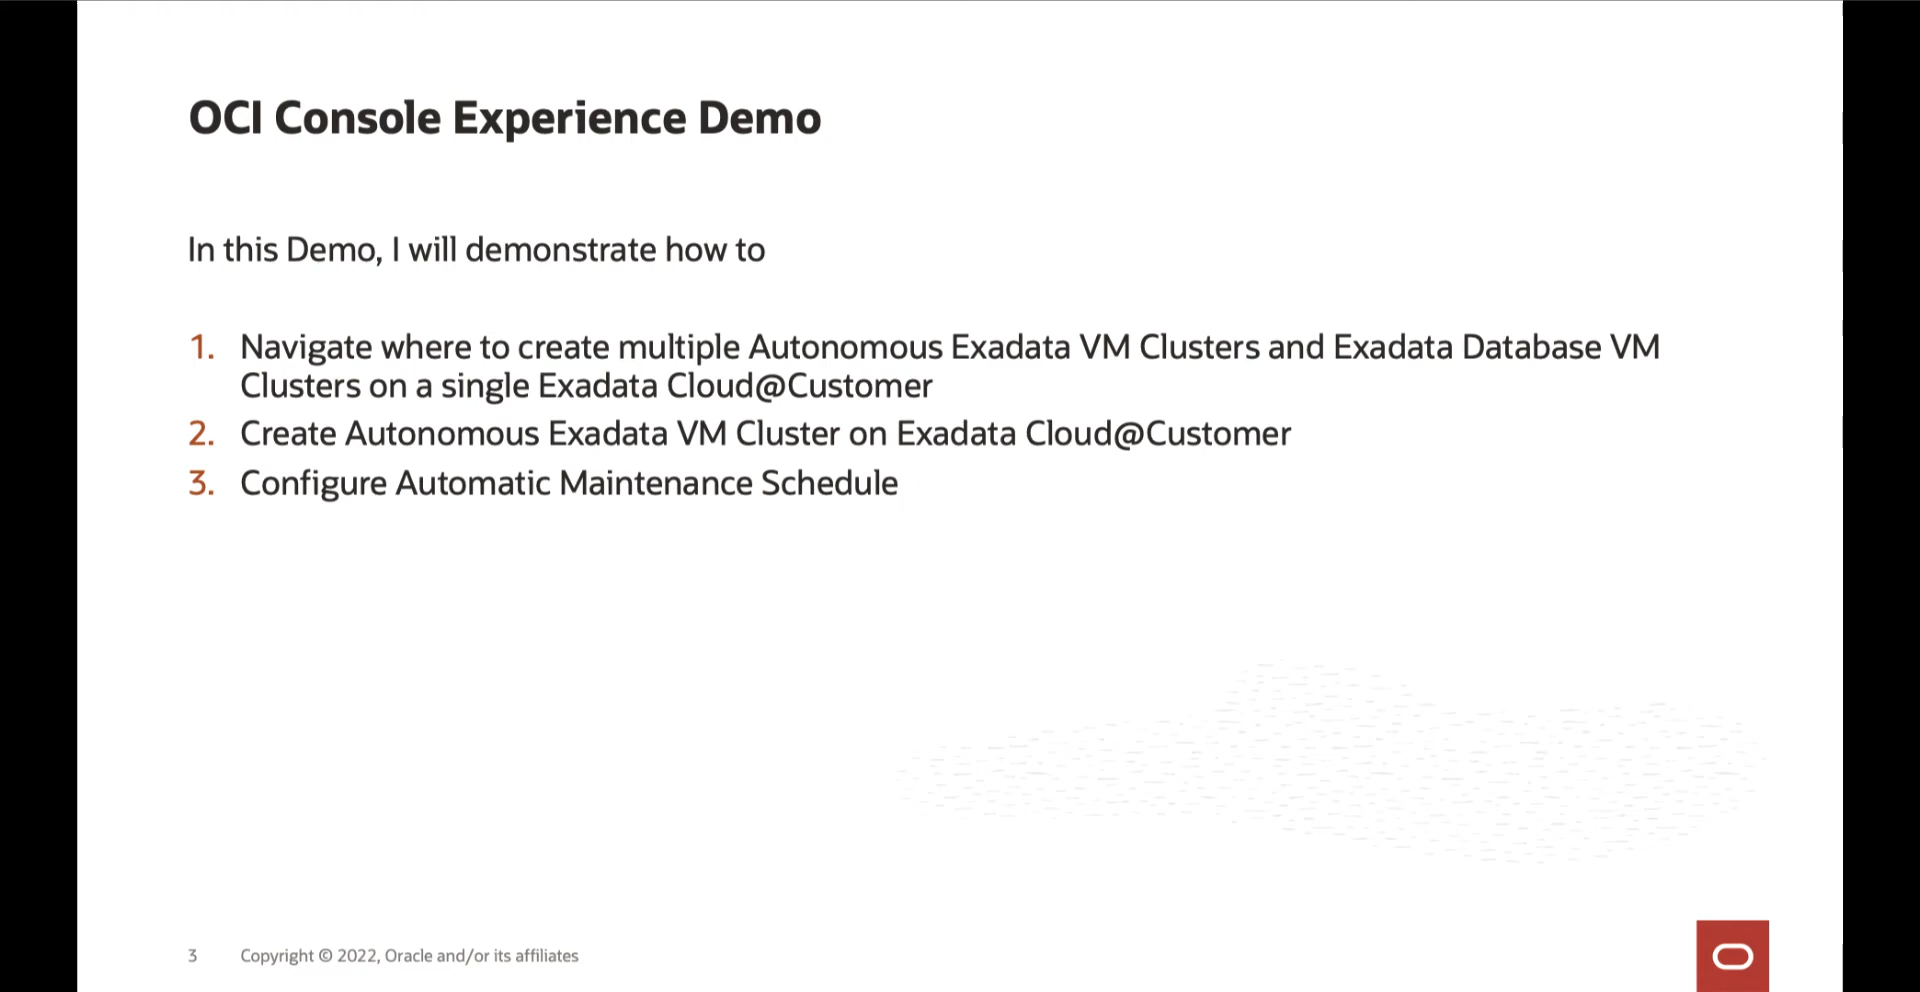 OCI Console Experience Demo
In this Demo, I will demonstrate how to
1. Navigate where to create multiple Autonomous Exadata VM Clusters and Exadata Database VM
Clusters on a single Exadata Cloud@Customer
2. Create Autonomous Exadata VM Cluster on Exadata Cloud@Customer
3. Configure Automatic Maintenance Schedule
3 Copyright © 2022, Oracle and/or its affiliates